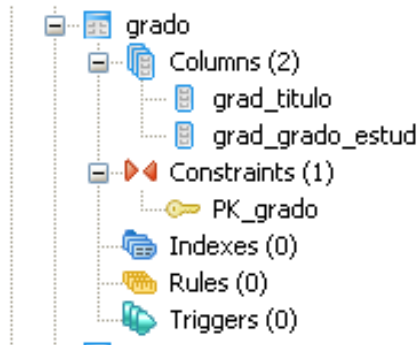 grado
Columns (2)
grad_titulo
grad_grado_estud
Constraints (1)
PK_grado
Indexes (0)
Rules (0)
Triggers (0)